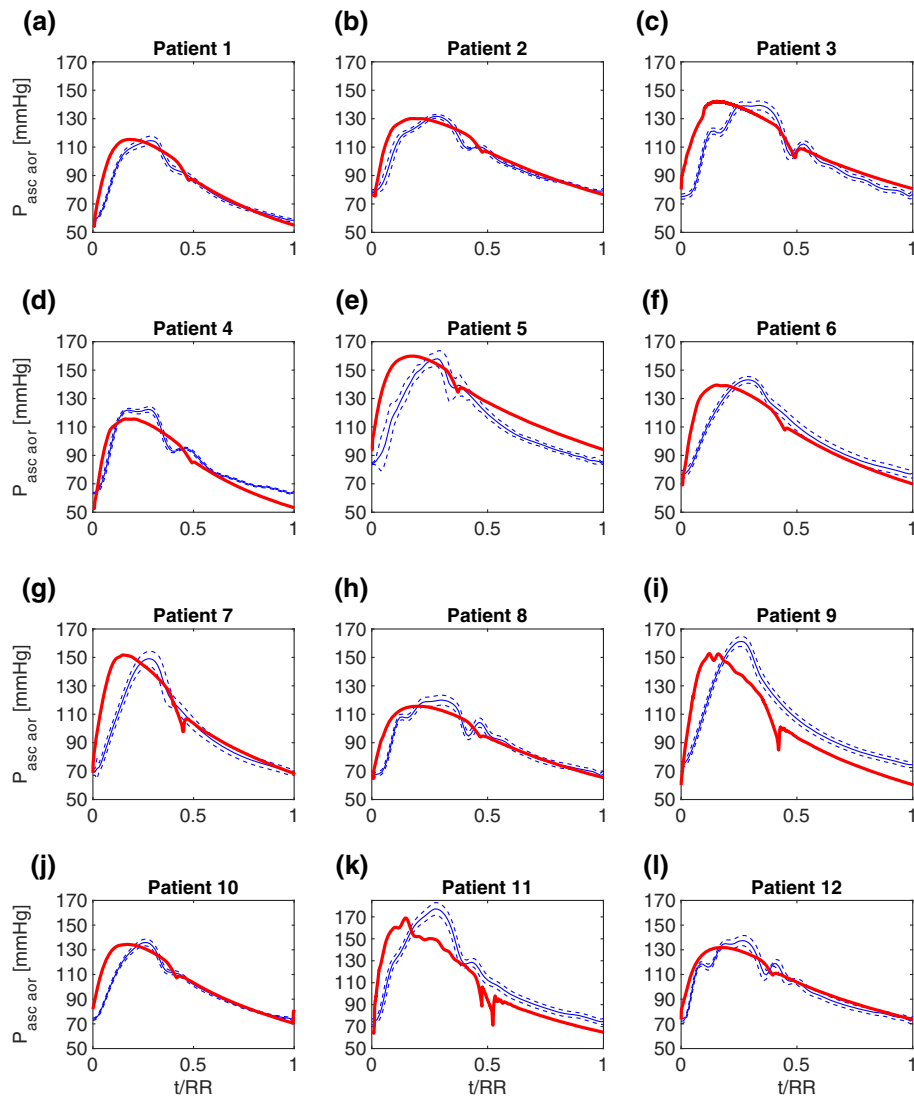 (a) (b) (c)
Patient 1 Patient 2 Patient 3
P asc aor [mmHg]
170 170 170
150 150 150
130 130 130
110 110 110
90 90 90
70 70 70
50 50 50
0 0.5 1 0 0.5 1 0 0.5 1
(d) (e) (f)
Patient 4 Patient 5 Patient 6
P asc aor [mmHg]
170 170 170
150 150 150
130 130 130
110 110 110
90 90 90
70 70 70
50 50 50
0 0.5 1 0 0.5 1 0 0.5 1
(g) (h) (i)
Patient 7 Patient 8 Patient 9
P asc aor [mmHg]
170 170 170
150 150 150
130 130 130
110 110 110
90 90 90
70 70 70
50 50 50
0 0.5 1 0 0.5 1 0 0.5 1
(j) (k) (l)
Patient 10 Patient 11 Patient 12
P asc aor [mmHg]
170 170 170
150 150 150
130 130 130
110 110 110
90 90 90
70 70 70
50 50 50
0 0.5 1 0 0.5 1 0 0.5 1
t/RR t/RR t/RR